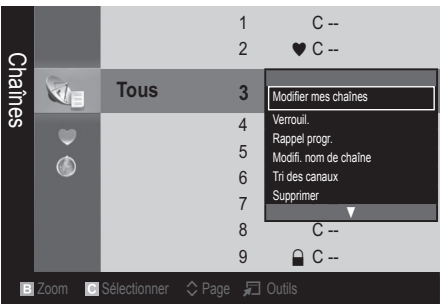 Chaînes
1 C --
2 ♥ C --
Tous
3
Modifier mes chaînes
4
Verrouil.
Rappel progr.
5
Modifi. nom de chaîne
6
Tri des canaux
7
Supprimer
▼
8 C --
9 C --
B Zoom C Sélectionner Page Outils